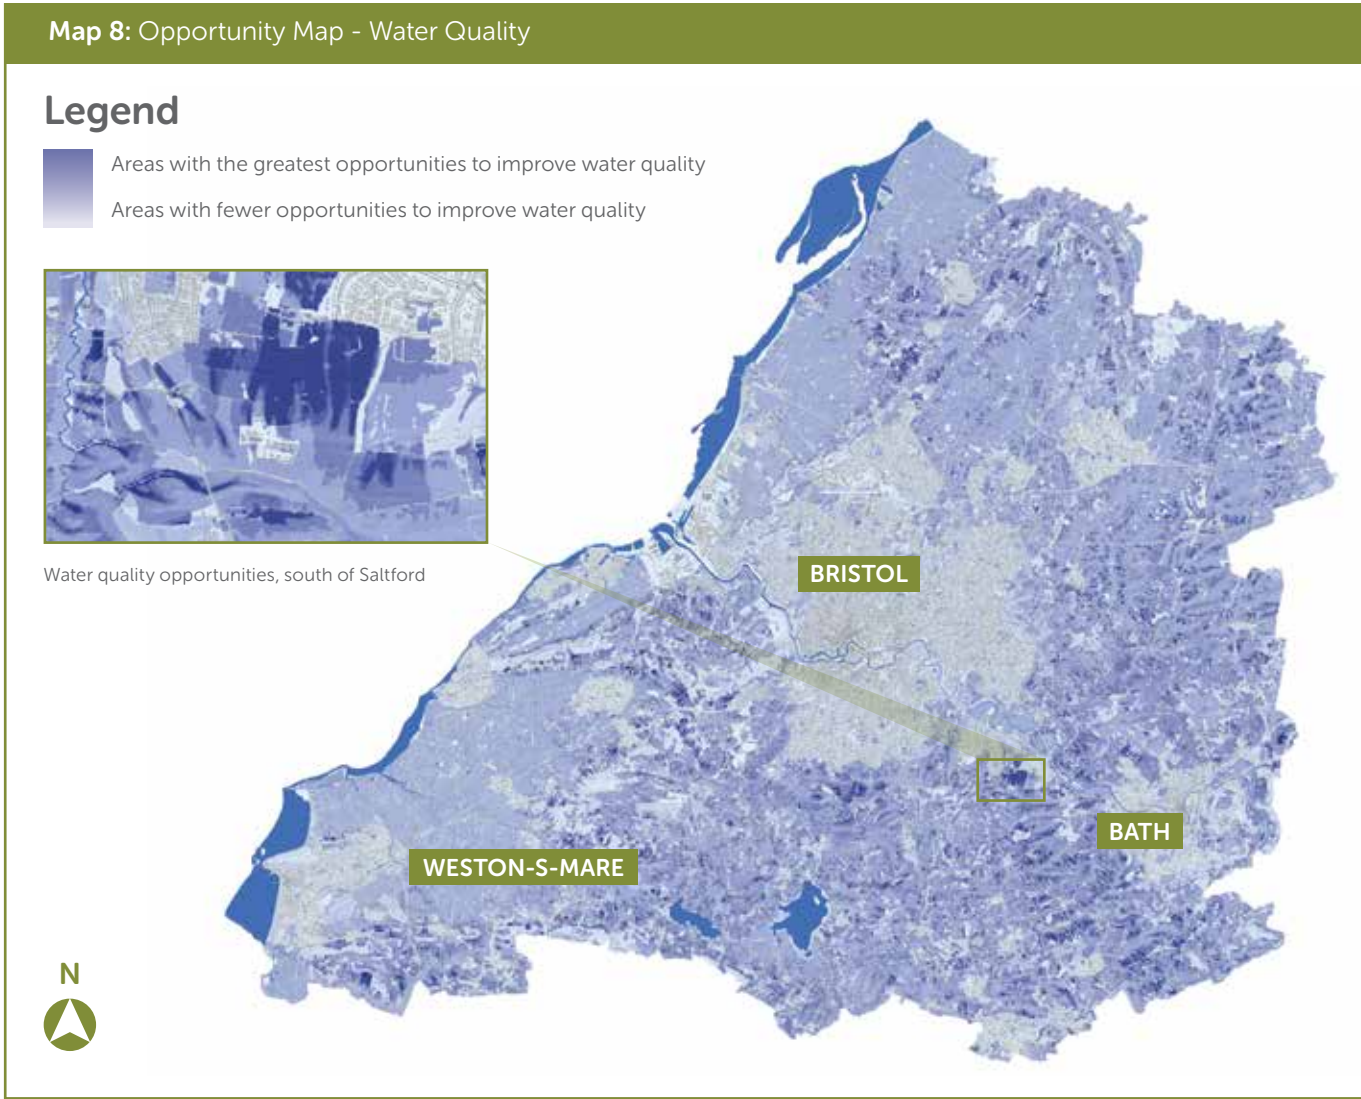 Map 8: Opportunity Map - Water Quality
Legend
Areas with the greatest opportunities to improve water quality
Areas with fewer opportunities to improve water quality
Water quality opportunities, south of Saltford
BRISTOL
BATH
WESTON-S-MARE
N